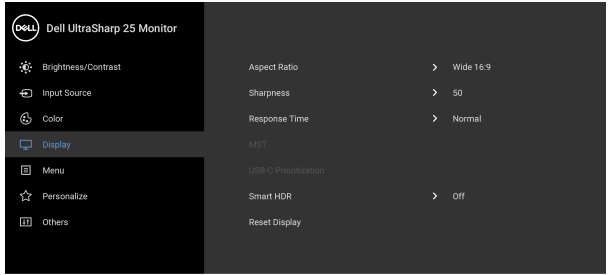 DELL Dell UltraSharp 25 Monitor
Brightness/Contrast Aspect Ratio Wide 16:9
Input Source Sharpness 50
Color Response Time Normal
Display MST
Menu USB-C Prioritization
Personalize Smart HDR Off
Others Reset Display